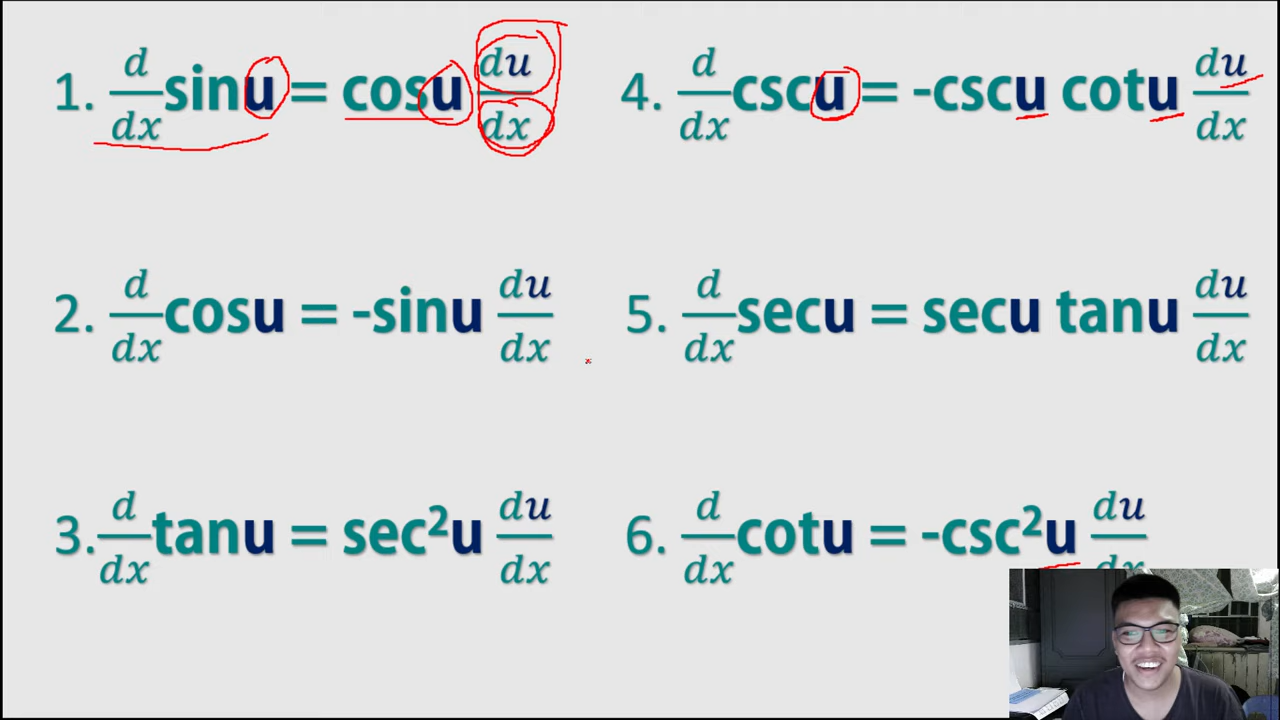 1. d/dx sinu = cosu du/dx
2. d/dx cosu = -sinu du/dx
3. d/dx tanu = sec²u du/dx
4. d/dx cscu = -cscu cotu du/dx
5. d/dx secu = secu tanu du/dx
6. d/dx cotu = -csc²u du/dx